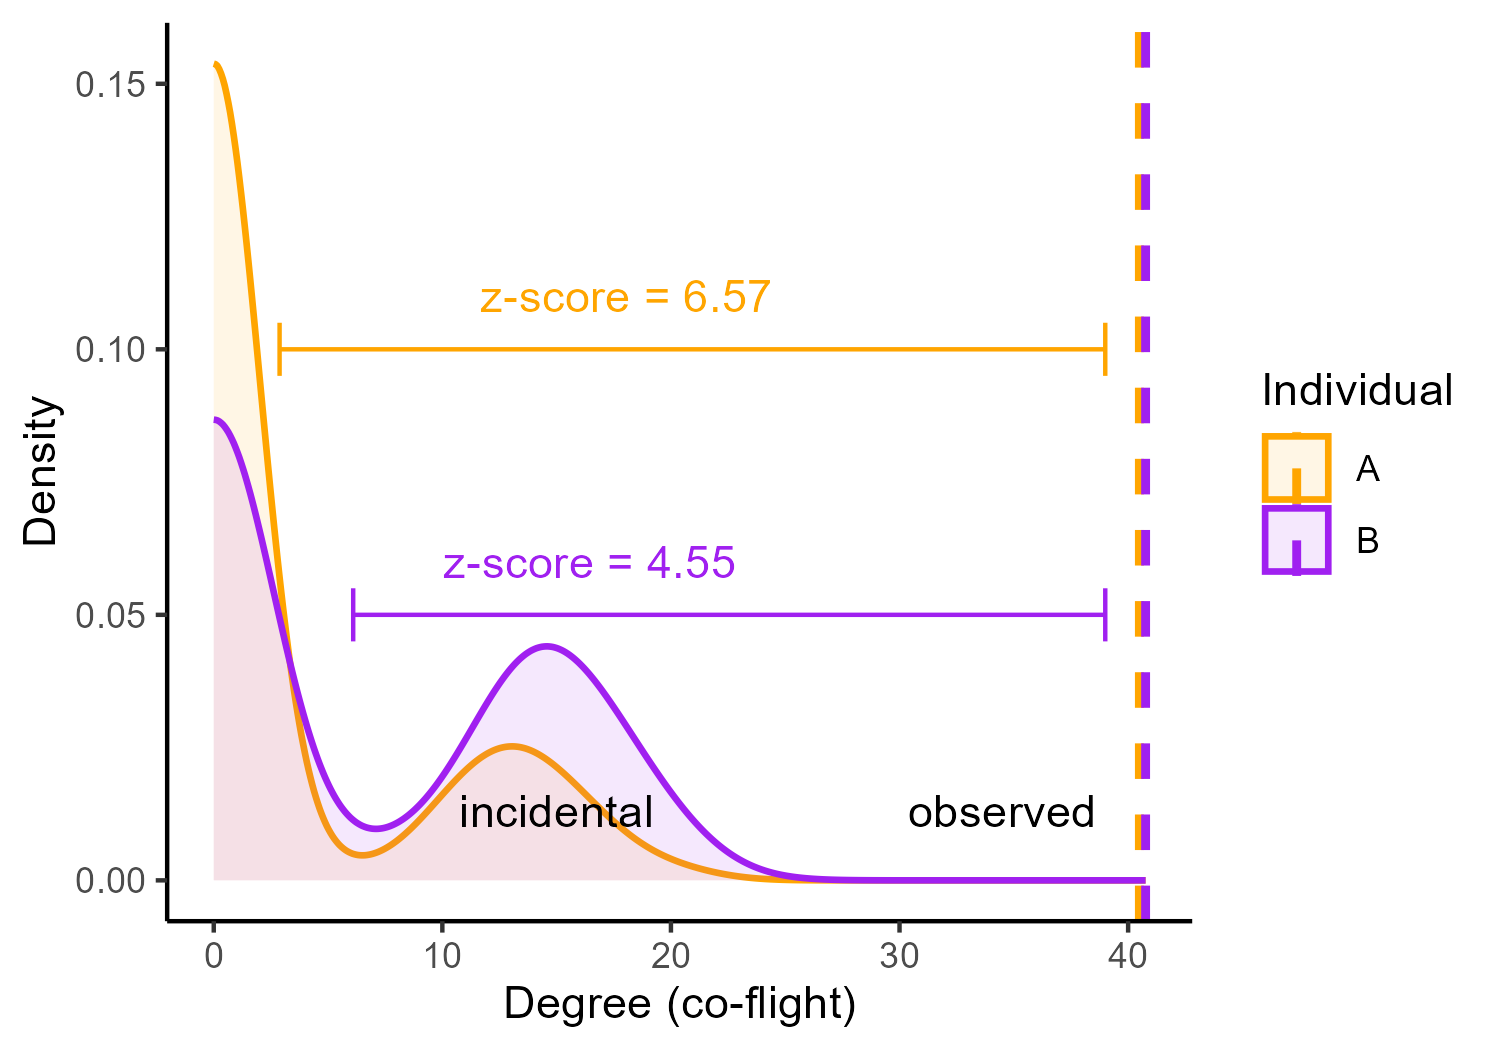 0.15
z-score = 6.57
0.10
Individual
Density
A
B
z-score = 4.55
0.05
incidental
observed
0.00
0
10
20
30
40
Degree (co-flight)